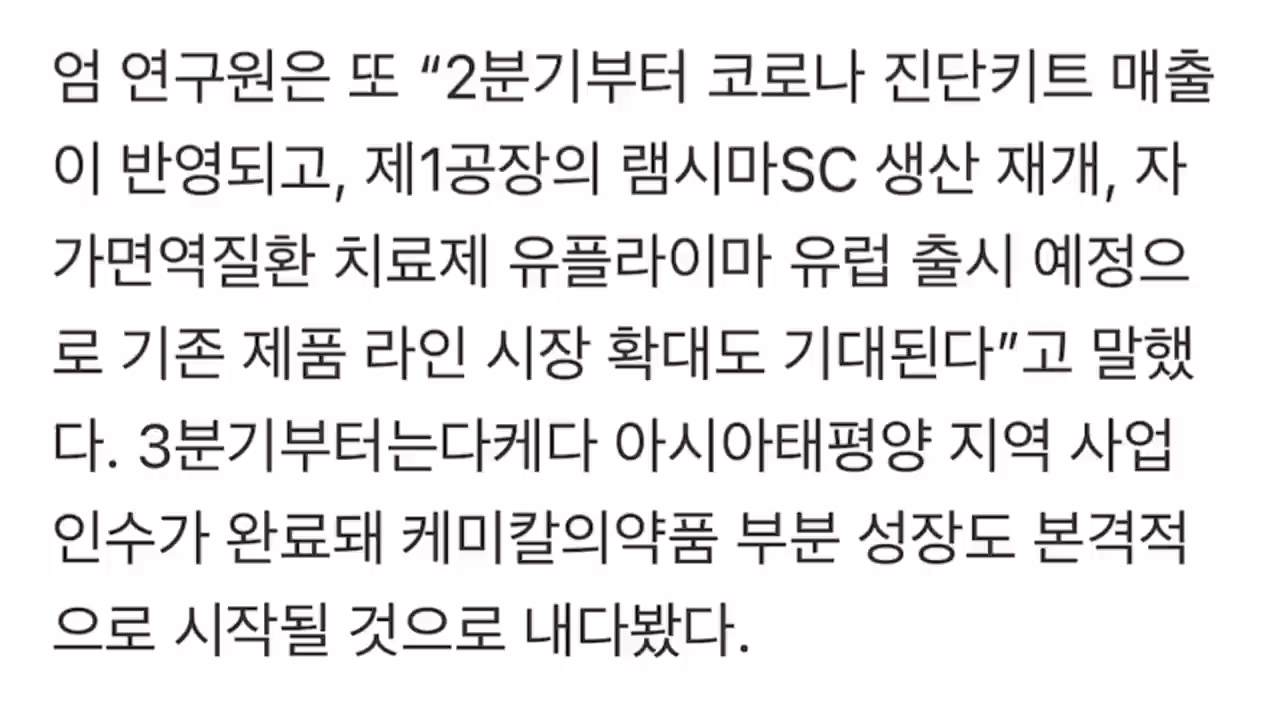 엄 연구원은 또 “2분기부터 코로나 진단키트 매출
이 반영되고, 제1공장의 램시마SC 생산 재개, 자
가면역질환 치료제 유플라이마 유럽 출시 예정으
로 기존 제품 라인 시장 확대도 기대된다”고 말했
다. 3분기부터는다케다 아시아태평양 지역 사업
인수가 완료돼 케미칼의약품 부분 성장도 본격적
으로 시작될 것으로 내다봤다.